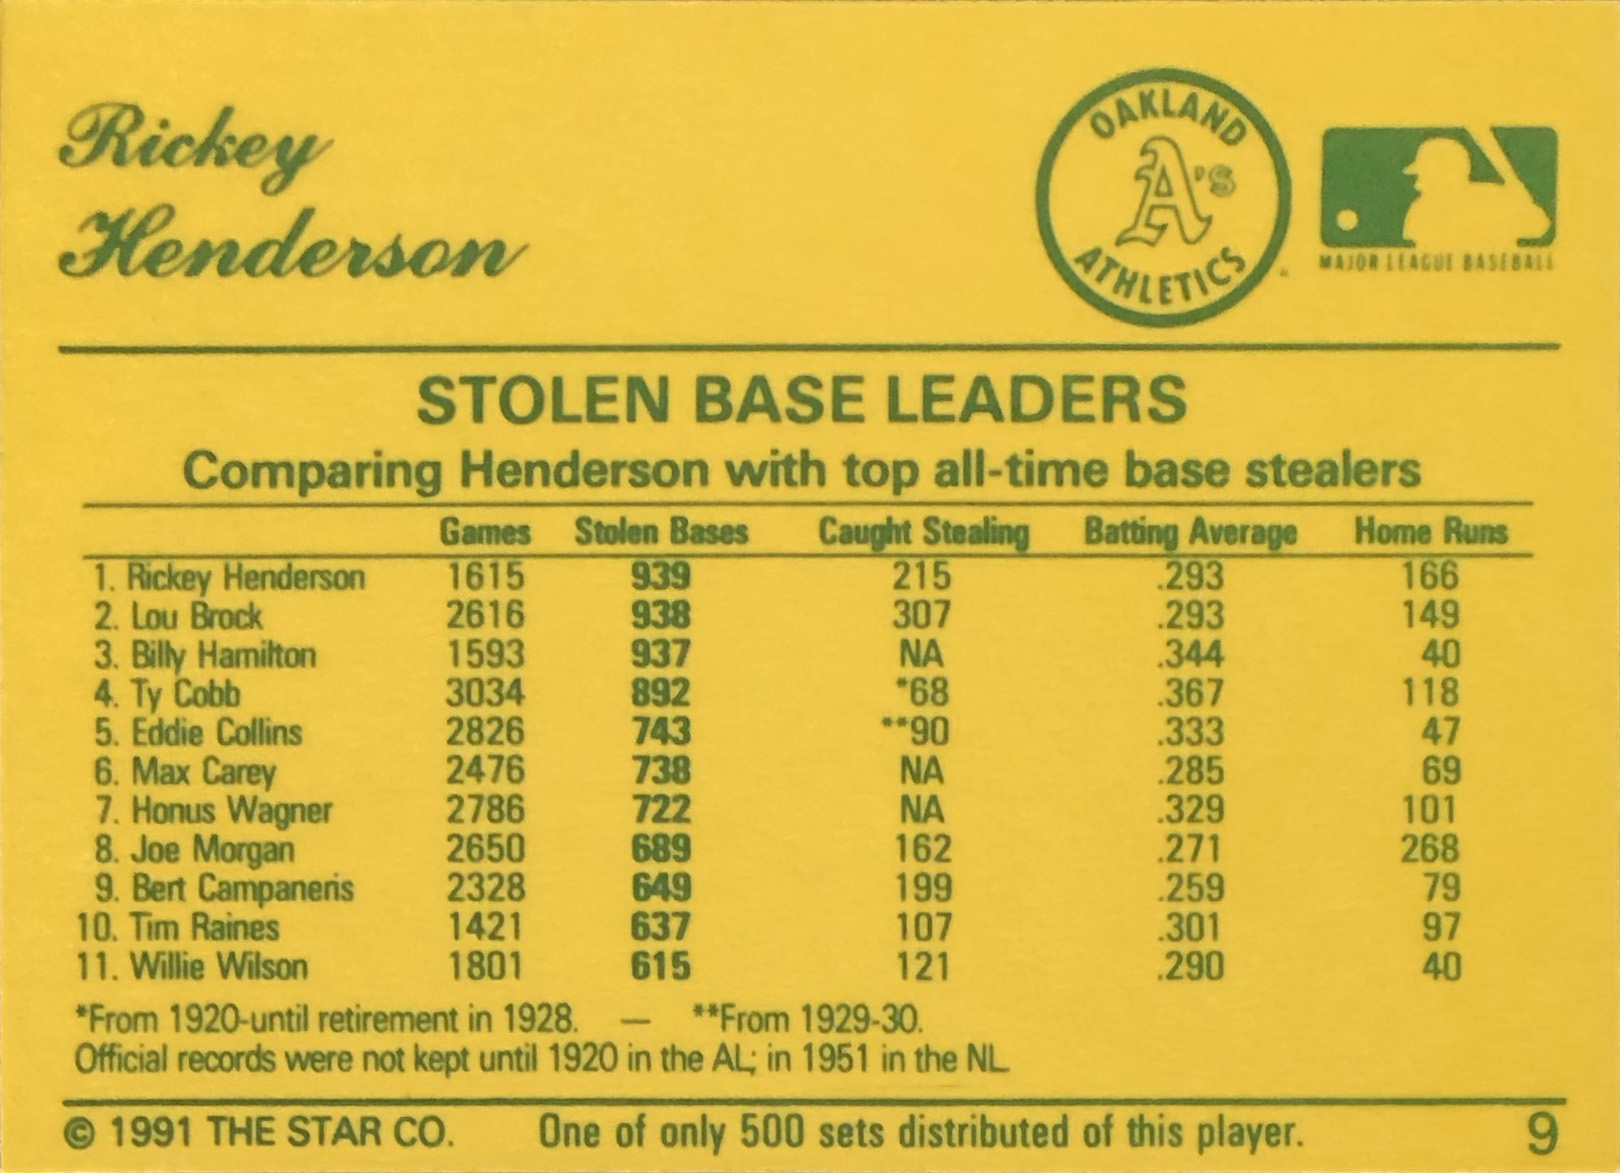 Rickey
Henderson
OAKLAND
A's
ATHLETICS
MAJOR LEAGUE BASEBALL
STOLEN BASE LEADERS
Comparing Henderson with top all-time base stealers
Games Stolen Bases Caught Stealing Batting Average Home Runs
1. Rickey Henderson 1615 939 215 .293 166
2. Lou Brock 2616 938 307 .293 149
3. Billy Hamilton 1593 937 NA .344 40
4. Ty Cobb 3034 892 *68 .367 118
5. Eddie Collins 2826 743 **90 .333 47
6. Max Carey 2476 738 NA .285 69
7. Honus Wagner 2786 722 NA .329 101
8. Joe Morgan 2650 689 162 .271 268
9. Bert Campaneris 2328 649 199 .259 79
10. Tim Raines 1421 637 107 .301 97
11. Willie Wilson 1801 615 121 .290 40
*From 1920-until retirement in 1928. — **From 1929-30.
Official records were not kept until 1920 in the AL; in 1951 in the NL.
© 1991 THE STAR CO. One of only 500 sets distributed of this player. 9